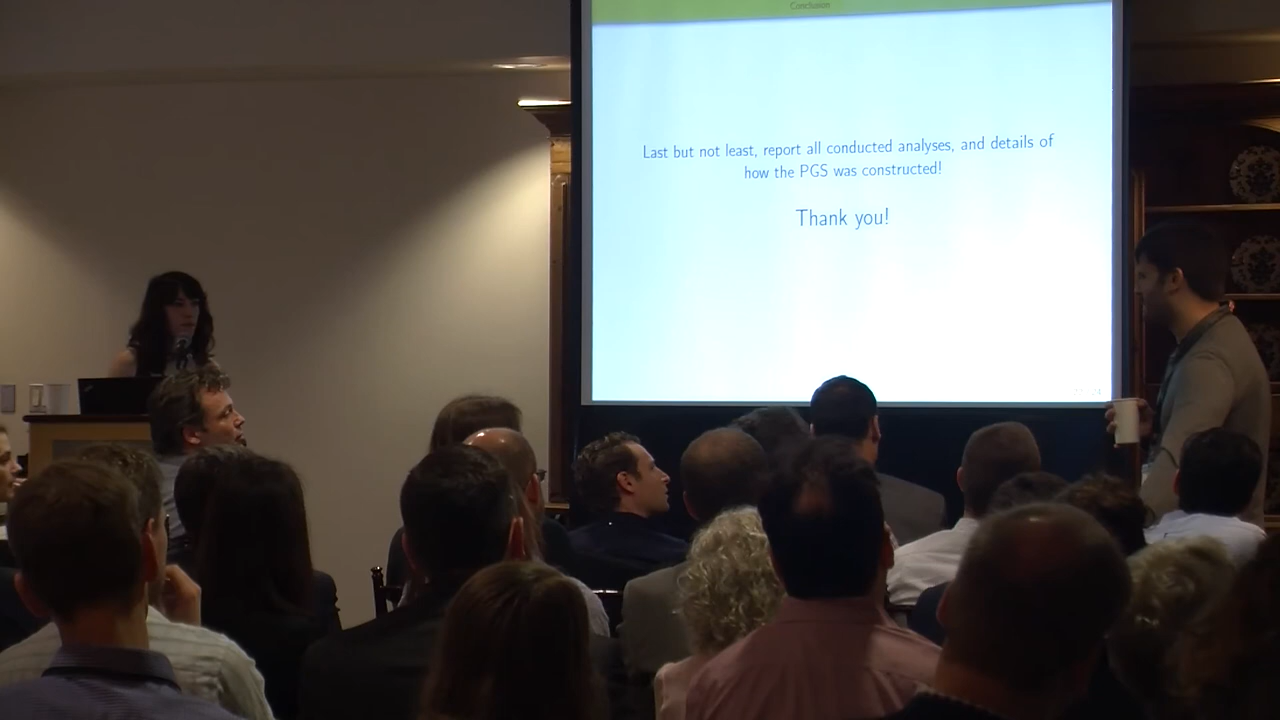 Conclusion
Last but not least, report all conducted analyses, and details of
how the PGS was constructed!
Thank you!